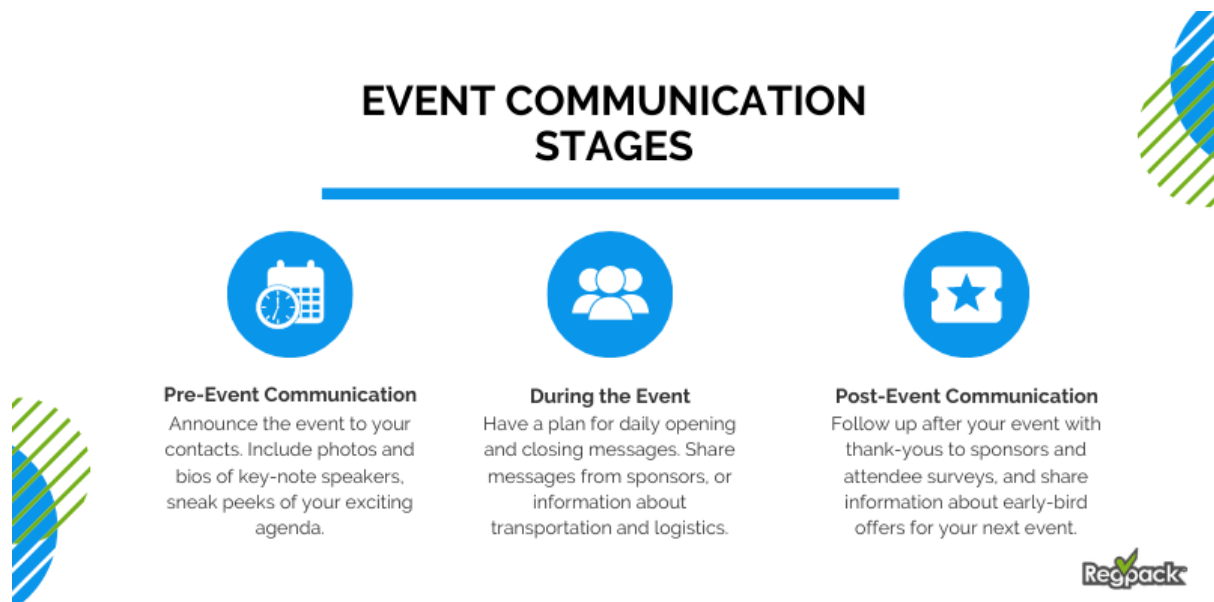 EVENT COMMUNICATION
STAGES
Pre-Event Communication
Announce the event to your
contacts. Include photos and
bios of key-note speakers,
sneak peeks of your exciting
agenda.
During the Event
Have a plan for daily opening
and closing messages. Share
messages from sponsors, or
information about
transportation and logistics.
Post-Event Communication
Follow up after your event with
thank-yous to sponsors and
attendee surveys, and share
information about early-bird
offers for your next event.
Regpack